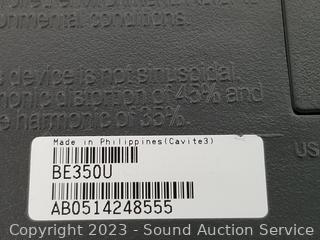 nmental conditions.
s device is not sinusoidal.
monic distortion of 45% and
e harmonic of 35%.
Made in Philippines(Cavite3)
BE350U
US
AB0514248555
Copyright 2023 - Sound Auction Service